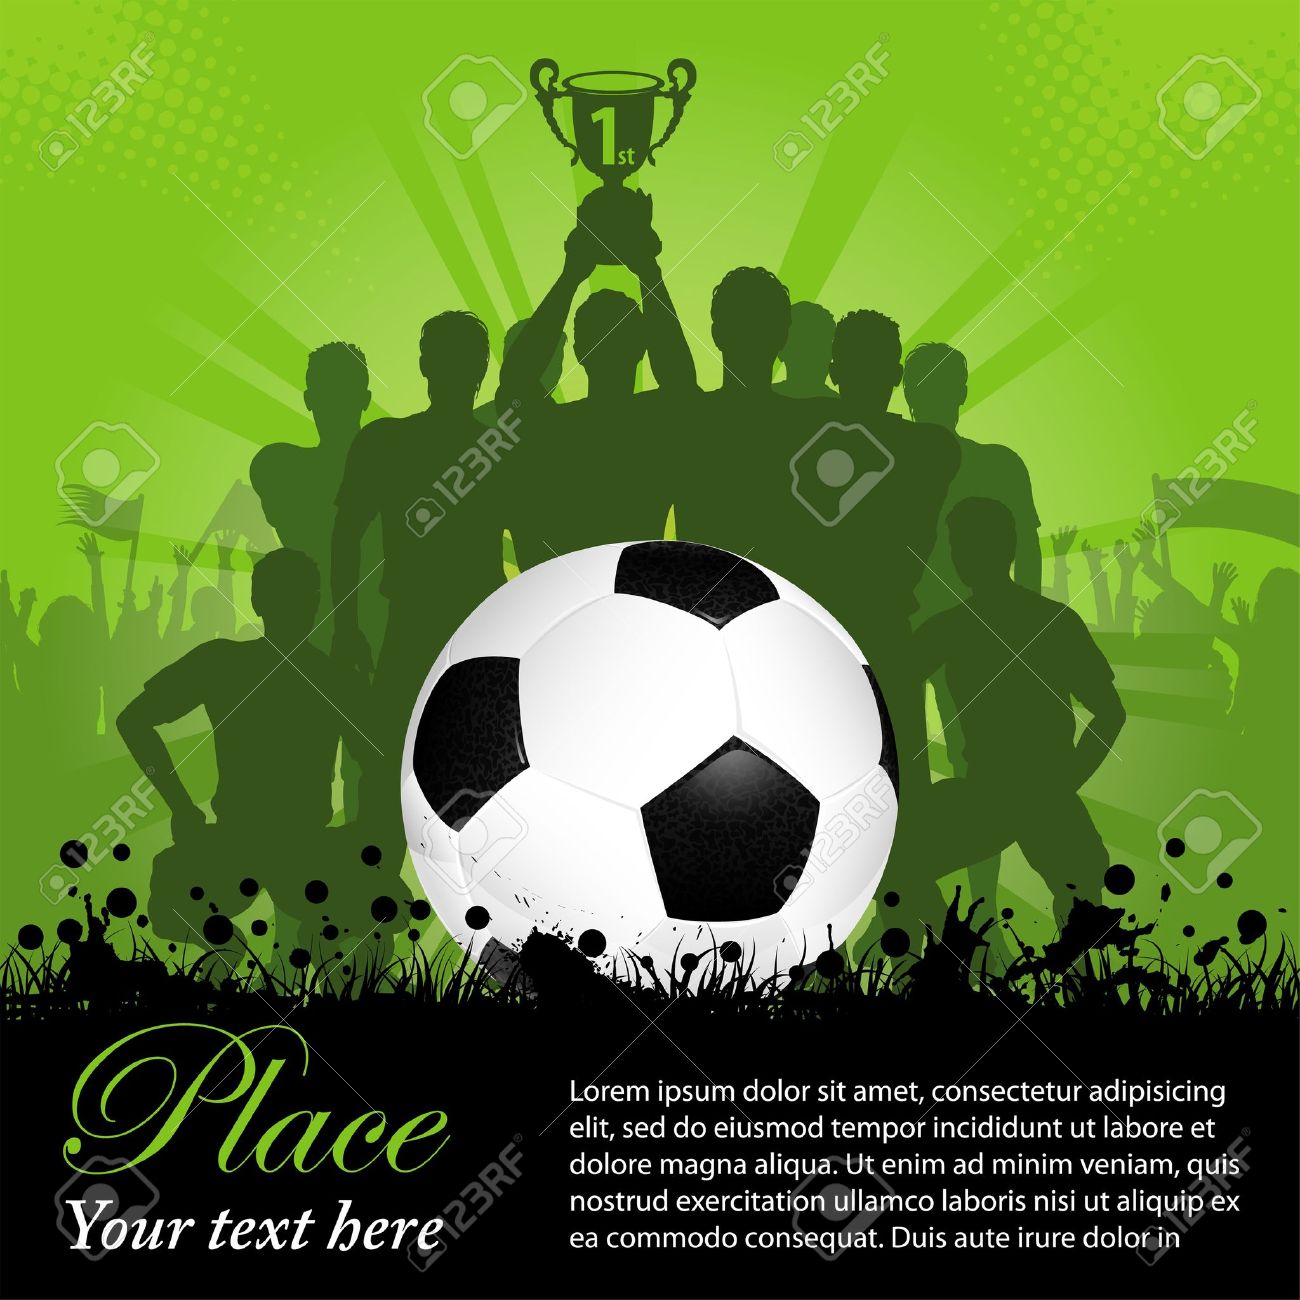 1st
Place
Your text here
Lorem ipsum dolor sit amet, consectetur adipisicing
elit, sed do eiusmod tempor incididunt ut labore et
dolore magna aliqua. Ut enim ad minim veniam, quis
nostrud exercitation ullamco laboris nisi ut aliquip ex
ea commodo consequat. Duis aute irure dolor in
123RF